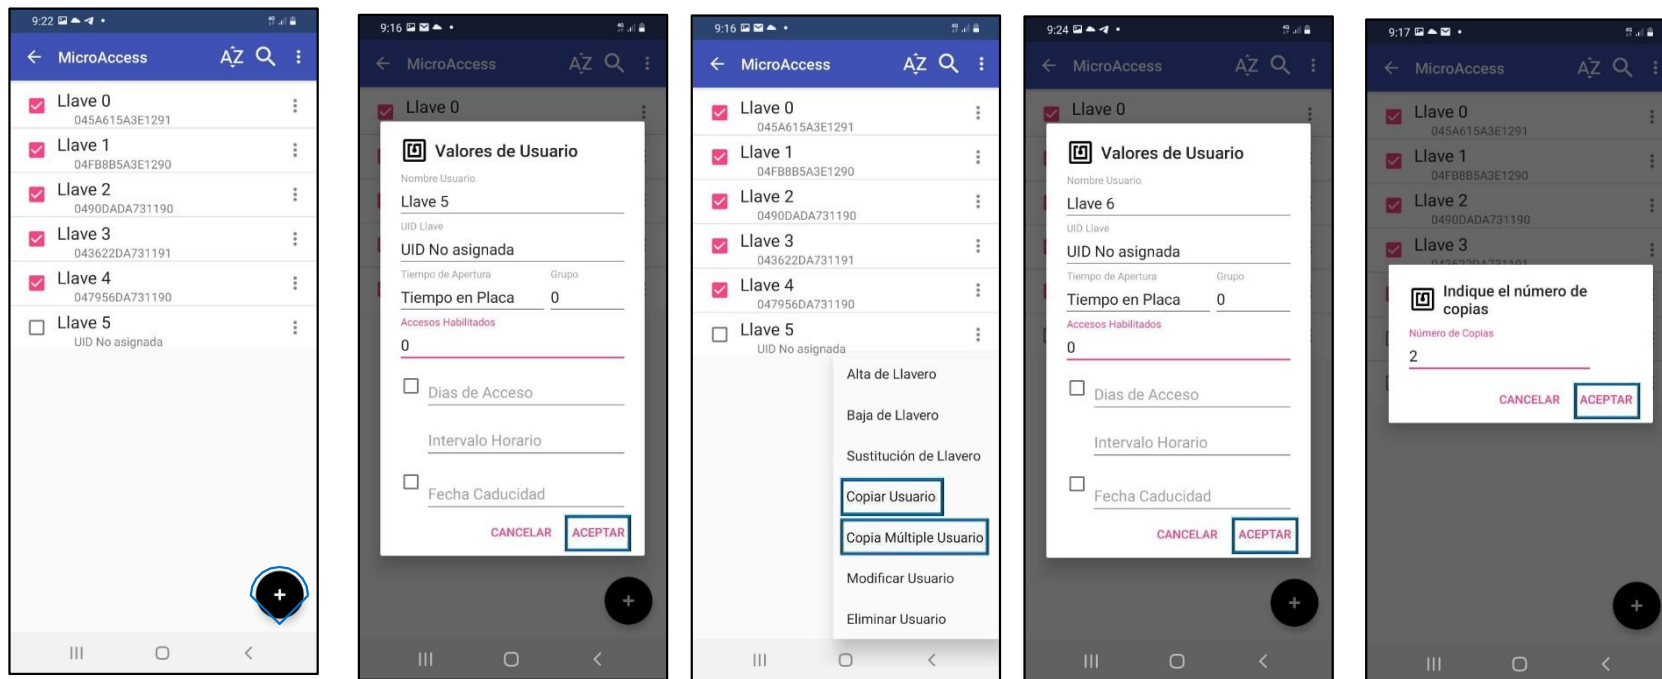 9:22
MicroAccess
AZ
Llave 0
045A615A3E1291
Llave 1
04FB8B5A3E1290
Llave 2
0490DADA731190
Llave 3
043622DA731191
Llave 4
047956DA731190
Llave 5
UID No asignada
+
9:16
MicroAccess
AZ
Llave 0
Valores de Usuario
Nombre Usuario
Llave 5
UID Llave
UID No asignada
Tiempo de Apertura Grupo
Tiempo en Placa 0
Accesos Habilitados
0
Dias de Acceso
Intervalo Horario
Fecha Caducidad
CANCELAR ACEPTAR
+
9:16
MicroAccess
AZ
Llave 0
045A615A3E1291
Llave 1
04FB8B5A3E1290
Llave 2
0490DADA731190
Llave 3
043622DA731191
Llave 4
047956DA731190
Llave 5
UID No asignada
Alta de Llavero
Baja de Llavero
Sustitución de Llavero
Copiar Usuario
Copia Múltiple Usuario
Modificar Usuario
Eliminar Usuario
9:24
MicroAccess
AZ
Llave 0
Valores de Usuario
Nombre Usuario
Llave 6
UID Llave
UID No asignada
Tiempo de Apertura Grupo
Tiempo en Placa 0
Accesos Habilitados
0
Dias de Acceso
Intervalo Horario
Fecha Caducidad
CANCELAR ACEPTAR
+
9:17
MicroAccess
AZ
Llave 0
045A615A3E1291
Llave 1
04FB8B5A3E1290
Llave 2
0490DADA731190
Llave 3
043622DA731191
Indique el número de
copias
Número de Copias
2
CANCELAR ACEPTAR
+